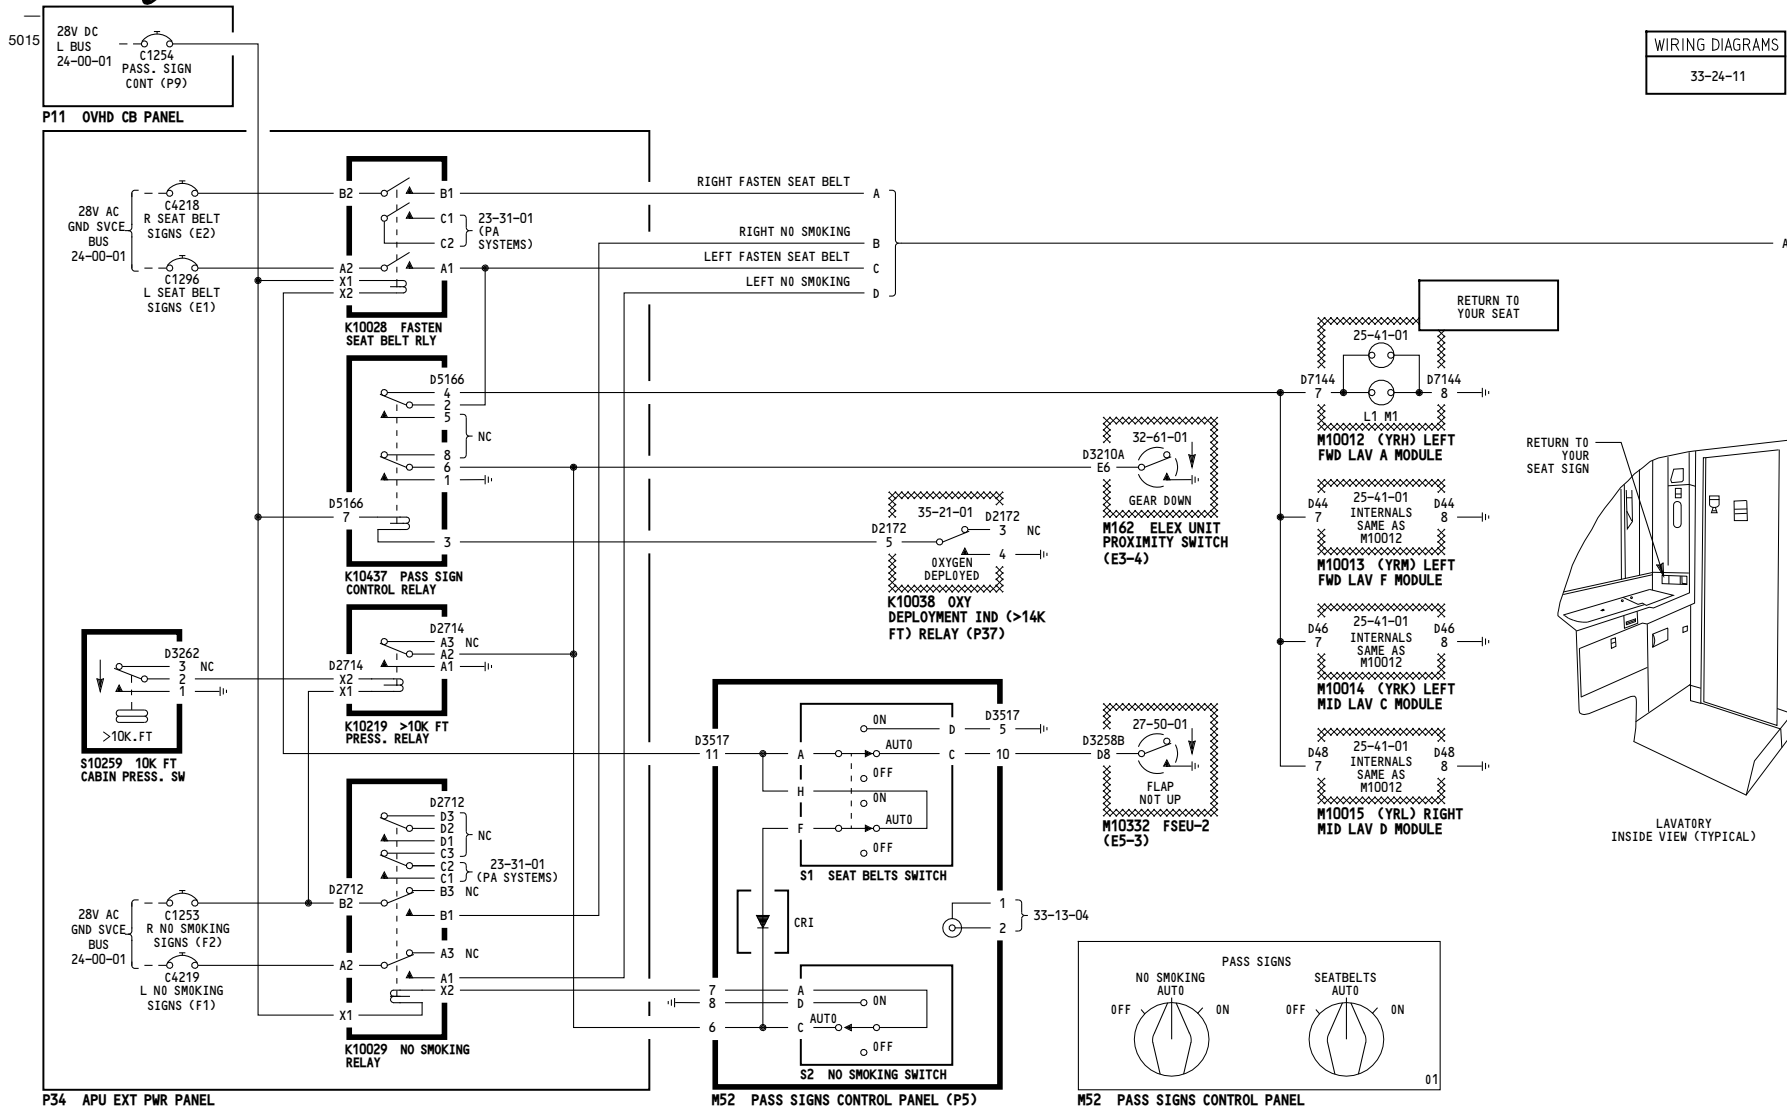 5015
28V DC
L BUS
24-00-01
C1254
PASS. SIGN
CONT (P9)
P11 OVHD CB PANEL
WIRING DIAGRAMS
33-24-11
28V AC
GND SVCE
BUS
24-00-01
C4218
R SEAT BELT
SIGNS (E2)
C1296
L SEAT BELT
SIGNS (E1)
B2
B1
C1
C2
23-31-01
(PA
SYSTEMS)
A2
A1
X1
X2
K10028 FASTEN
SEAT BELT RLY
RIGHT FASTEN SEAT BELT
A
RIGHT NO SMOKING
B
LEFT FASTEN SEAT BELT
C
LEFT NO SMOKING
D
A
D5166
4
2
5
NC
8
6
1
D5166
7
3
K10437 PASS SIGN
CONTROL RELAY
D2714
A3 NC
A2
A1
D2714
X2
X1
K10219 >10K FT
PRESS. RELAY
D3262
3 NC
2
1
>10K.FT
S10259 10K FT
CABIN PRESS. SW
D2712
D3
D2
D1
NC
C3
C2
C1
23-31-01
(PA SYSTEMS)
D2712
B2
B3 NC
B1
A2
A3 NC
A1
X2
X1
K10029 NO SMOKING
RELAY
28V AC
GND SVCE
BUS
24-00-01
C1253
R NO SMOKING
SIGNS (F2)
C4219
L NO SMOKING
SIGNS (F1)
P34 APU EXT PWR PANEL
35-21-01
D2172
5
D2172
3 NC
4
OXYGEN
DEPLOYED
K10038 OXY
DEPLOYMENT IND (>14K
FT) RELAY (P37)
32-61-01
D3210A
E6
GEAR DOWN
M162 ELEX UNIT
PROXIMITY SWITCH
(E3-4)
D3517
11
ON
D
D3517
5
A
AUTO
C
10
OFF
H
ON
AUTO
F
OFF
S1 SEAT BELTS SWITCH
CRI
1
2
33-13-04
7
8
6
A
D
ON
C
AUTO
OFF
S2 NO SMOKING SWITCH
M52 PASS SIGNS CONTROL PANEL (P5)
27-50-01
D3258B
D8
FLAP
NOT UP
M10332 FSEU-2
(E5-3)
RETURN TO
YOUR SEAT
25-41-01
D7144
7
D7144
8
L1 M1
M10012 (YRH) LEFT
FWD LAV A MODULE
D44
7
25-41-01
INTERNALS
SAME AS
M10012
D44
8
M10013 (YRM) LEFT
FWD LAV F MODULE
D46
7
25-41-01
INTERNALS
SAME AS
M10012
D46
8
M10014 (YRK) LEFT
MID LAV C MODULE
D48
7
25-41-01
INTERNALS
SAME AS
M10012
D48
8
M10015 (YRL) RIGHT
MID LAV D MODULE
RETURN TO
YOUR
SEAT SIGN
LAVATORY
INSIDE VIEW (TYPICAL)
PASS SIGNS
NO SMOKING
AUTO
OFF
ON
SEATBELTS
AUTO
OFF
ON
01
M52 PASS SIGNS CONTROL PANEL